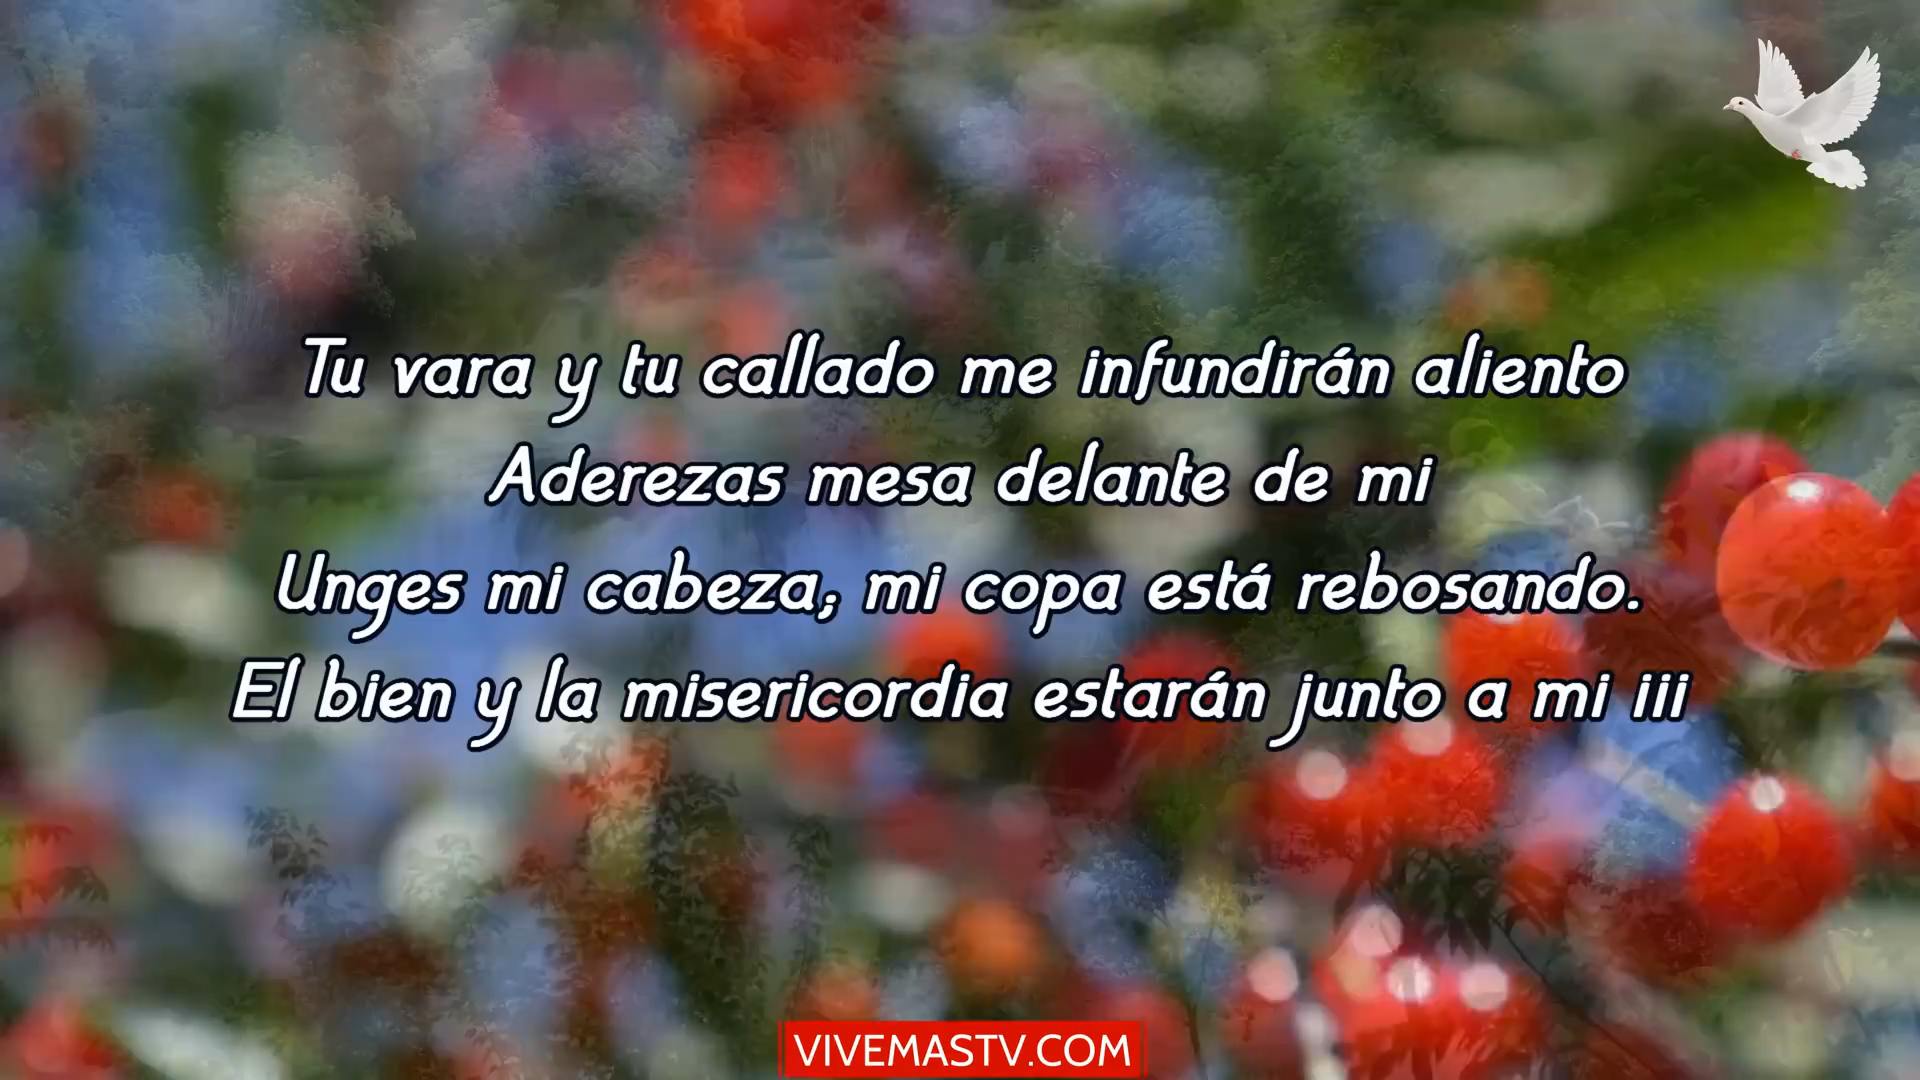 Tu vara y tu callado me infundirán aliento
Aderezas mesa delante de mi
Unges mi cabeza; mi copa está rebosando.
El bien y la misericordia estarán junto a mi iii
VIVEMASTV.COM